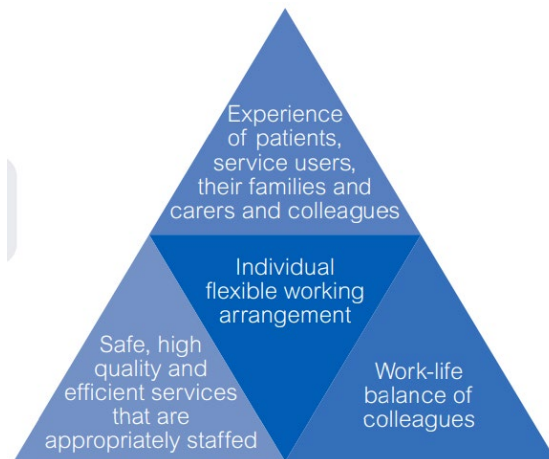 Experience
of patients,
service users,
their families and
carers and colleagues
Individual
flexible working
arrangement
Safe, high
quality and
efficient services
that are
appropriately staffed
Work-life
balance of
colleagues